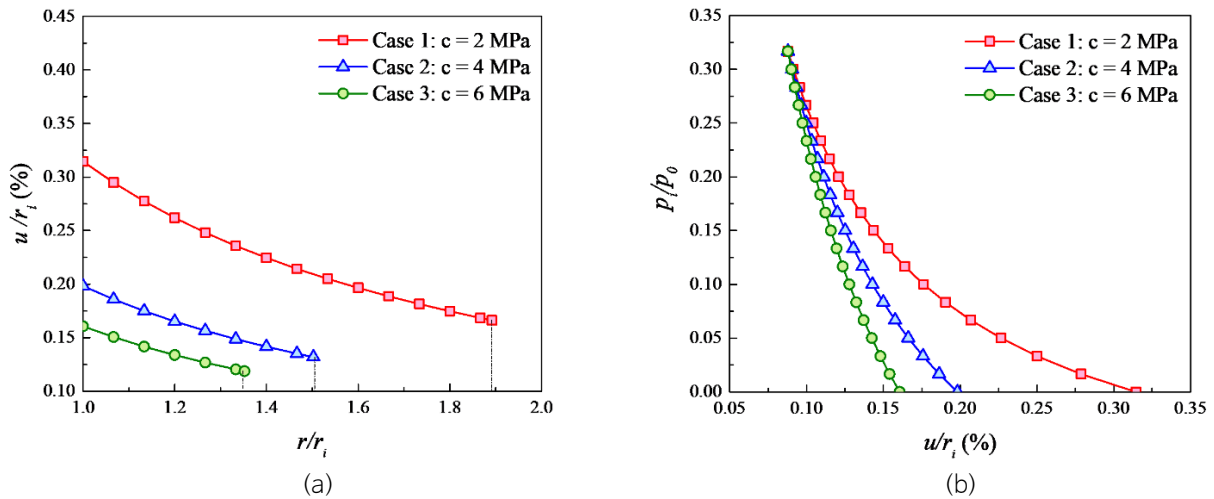 0.45
0.40
0.35
0.30
0.25
0.20
0.15
0.10
u/r_i (%)
Case 1: c = 2 MPa
Case 2: c = 4 MPa
Case 3: c = 6 MPa
1.0 1.2 1.4 1.6 1.8 2.0
r/r_i
(a)
0.35
0.30
0.25
0.20
0.15
0.10
0.05
0.00
p_i/p_0
Case 1: c = 2 MPa
Case 2: c = 4 MPa
Case 3: c = 6 MPa
0.05 0.10 0.15 0.20 0.25 0.30 0.35
u/r_i (%)
(b)